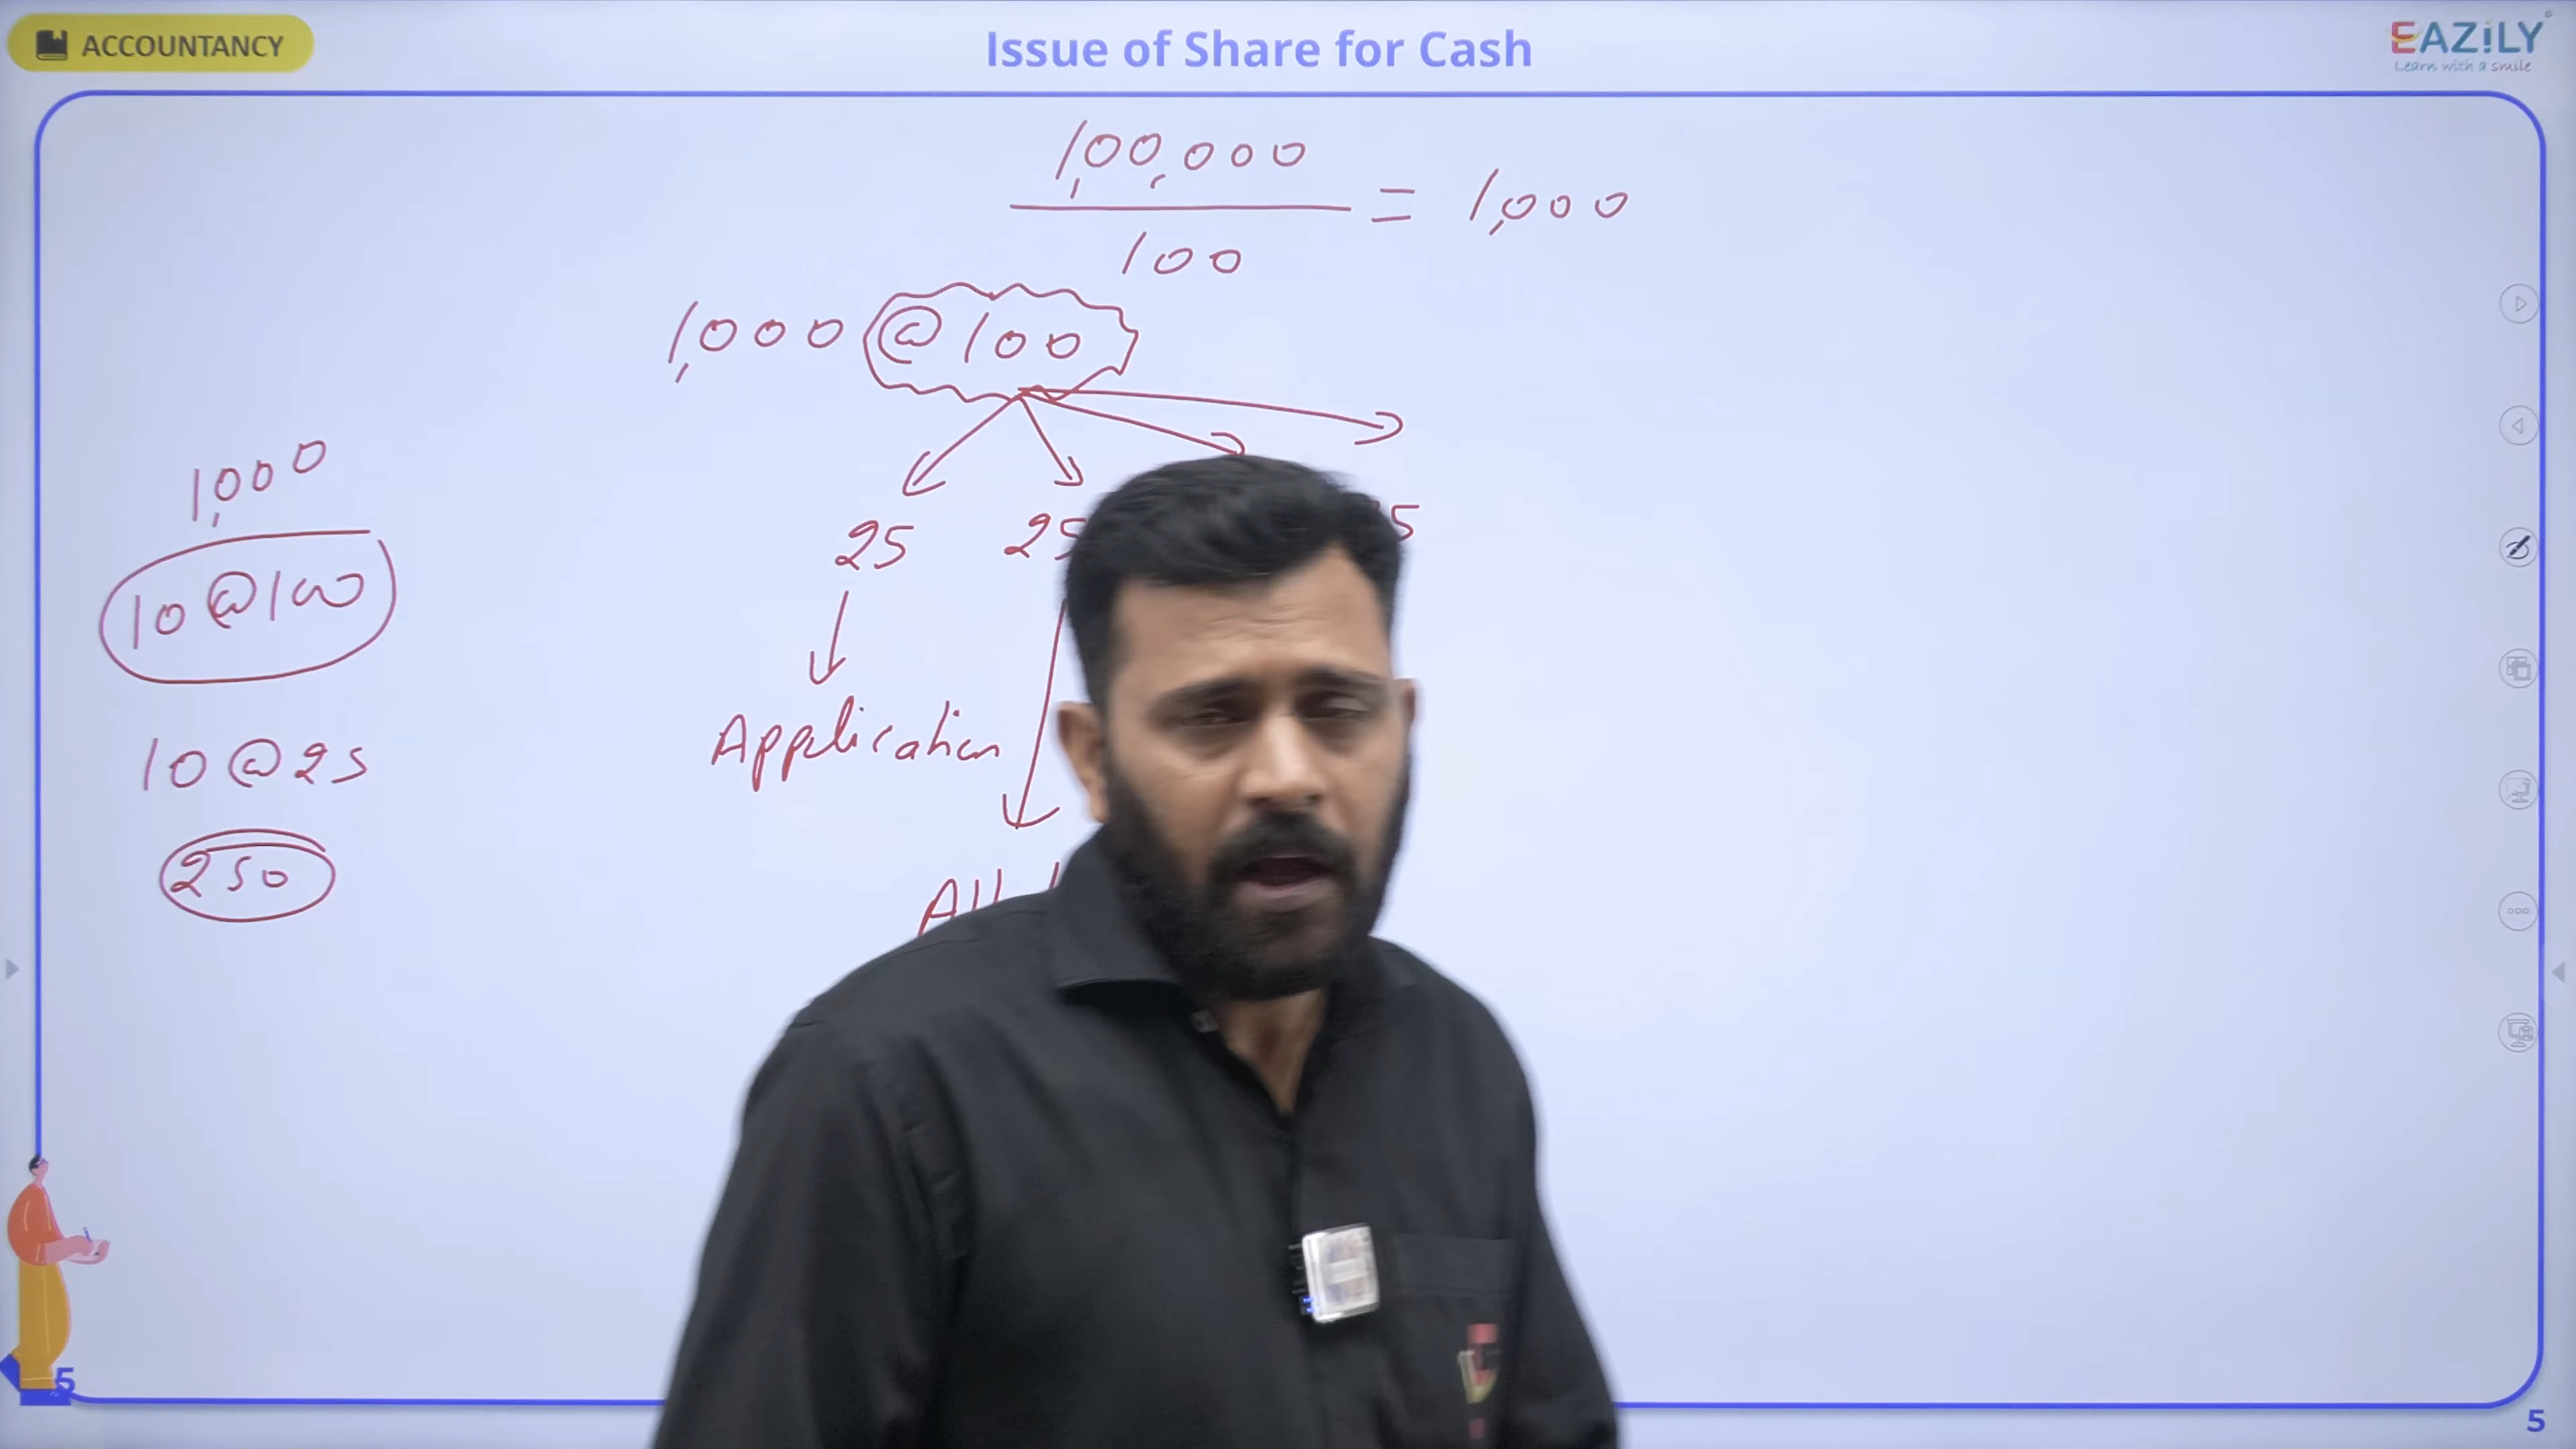 ACCOUNTANCY
Issue of Share for Cash
EAZiLY
Learn with a smile
1,00,000
100
= 1,000
1,000 @ 100
25 25
Application
1,000
10 @ 100
10 @ 25
250
5
5